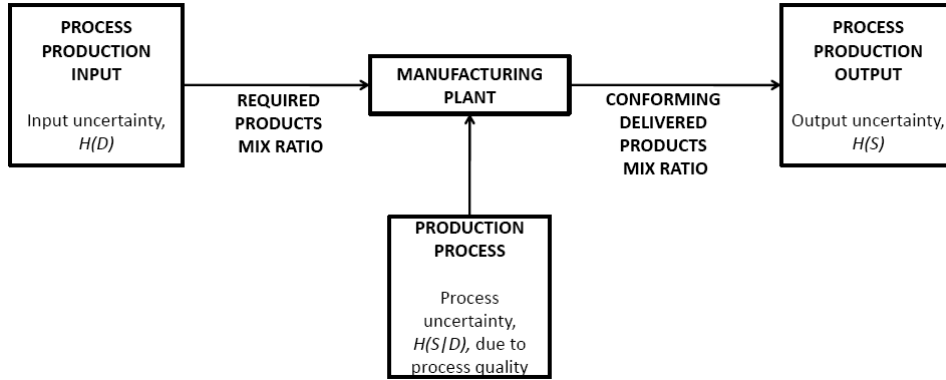 PROCESS
PRODUCTION
INPUT
Input uncertainty,
H(D)
REQUIRED
PRODUCTS
MIX RATIO
MANUFACTURING
PLANT
CONFORMING
DELIVERED
PRODUCTS
MIX RATIO
PROCESS
PRODUCTION
OUTPUT
Output uncertainty,
H(S)
PRODUCTION
PROCESS
Process
uncertainty,
H(S|D), due to
process quality